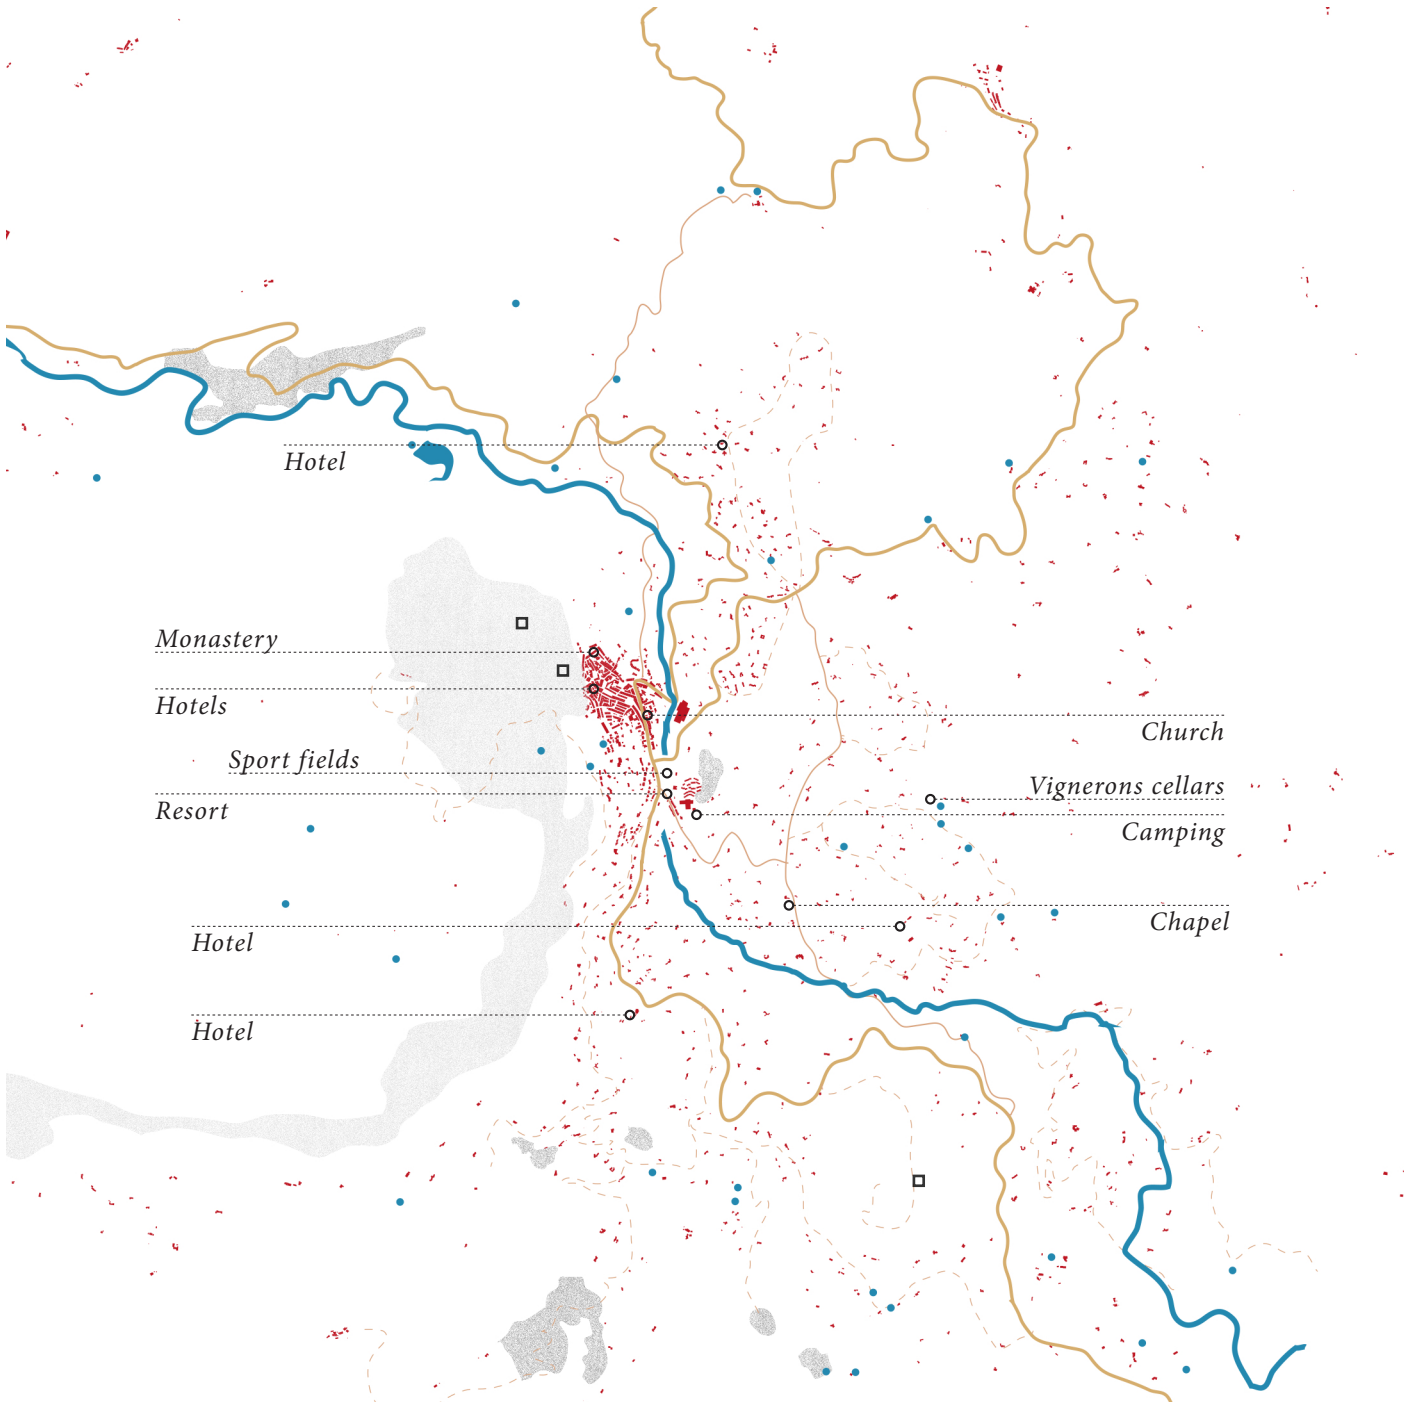 Hotel
Monastery
Hotels
Church
Sport fields
Vignerons cellars
Resort
Camping
Chapel
Hotel
Hotel